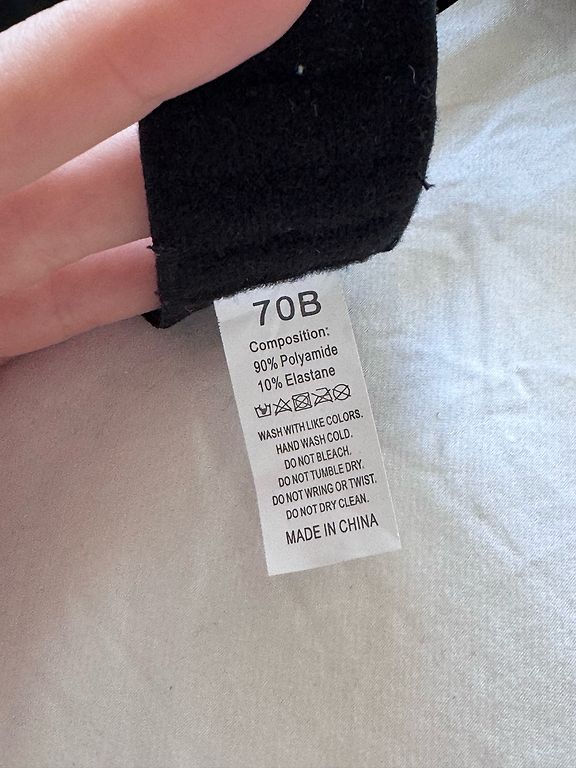 70B
Composition:
90% Polyamide
10% Elastane
WASH WITH LIKE COLORS.
HAND WASH COLD.
DO NOT BLEACH.
DO NOT TUMBLE DRY.
DO NOT WRING OR TWIST.
DO NOT DRY CLEAN.
MADE IN CHINA